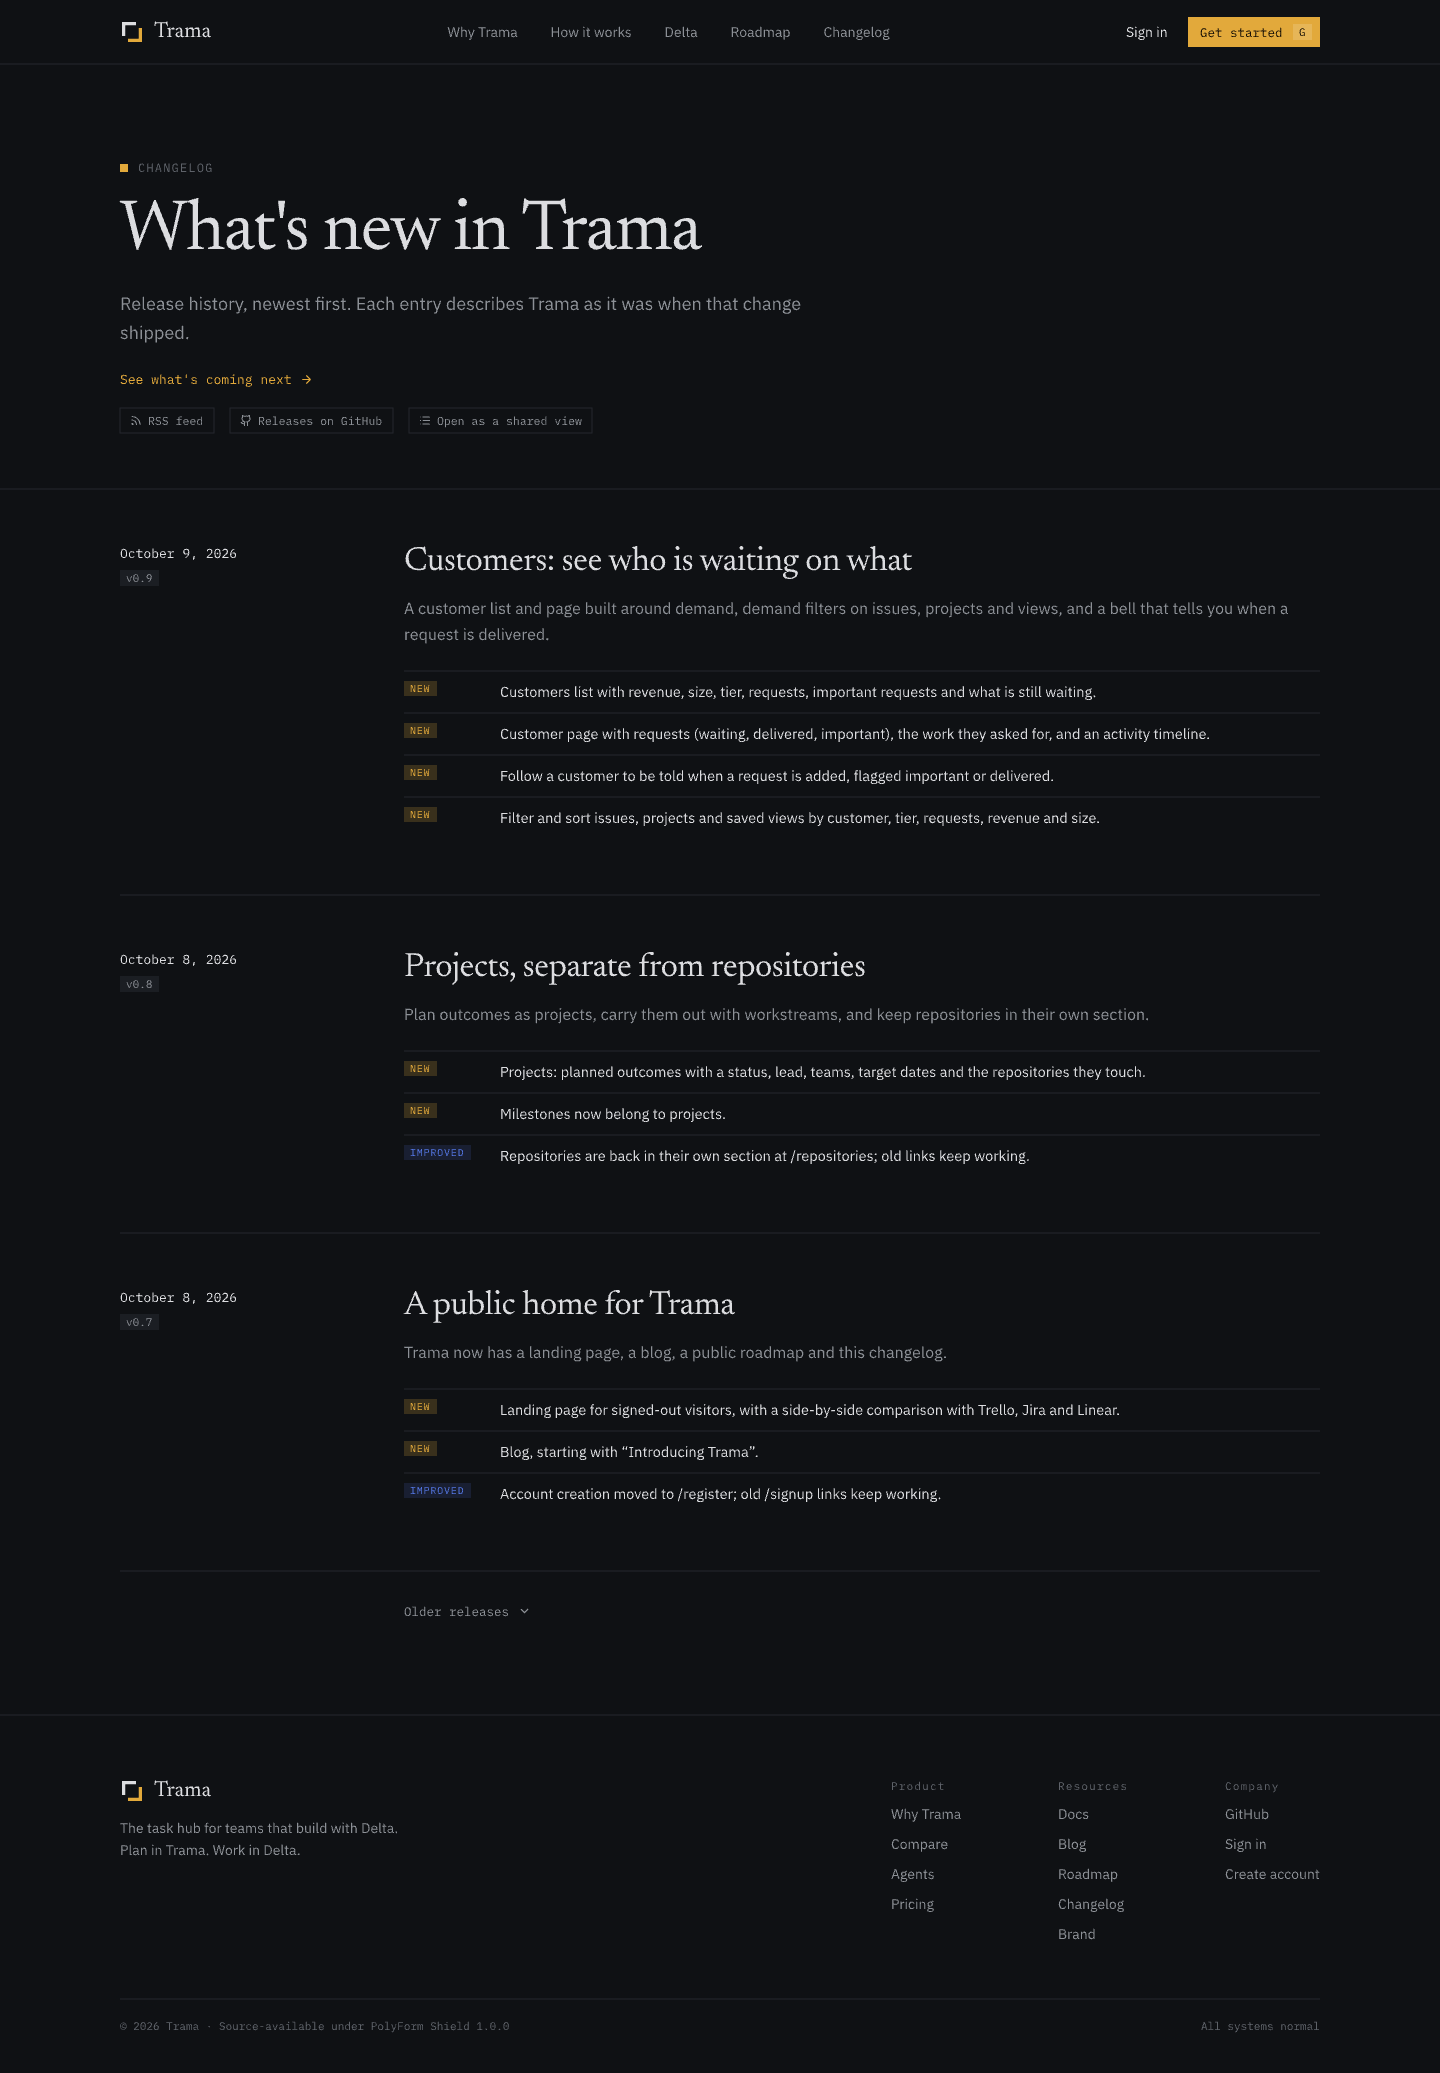 Trama
Why Trama
How it works
Delta
Roadmap
Changelog
Sign in
Get started G
CHANGELOG
What's new in Trama
Release history, newest first. Each entry describes Trama as it was when that change
shipped.
See what's coming next →
RSS feed
Releases on GitHub
Open as a shared view
October 9, 2026
v0.9
Customers: see who is waiting on what
A customer list and page built around demand, demand filters on issues, projects and views, and a bell that tells you when a
request is delivered.
NEW Customers list with revenue, size, tier, requests, important requests and what is still waiting.
NEW Customer page with requests (waiting, delivered, important), the work they asked for, and an activity timeline.
NEW Follow a customer to be told when a request is added, flagged important or delivered.
NEW Filter and sort issues, projects and saved views by customer, tier, requests, revenue and size.
October 8, 2026
v0.8
Projects, separate from repositories
Plan outcomes as projects, carry them out with workstreams, and keep repositories in their own section.
NEW Projects: planned outcomes with a status, lead, teams, target dates and the repositories they touch.
NEW Milestones now belong to projects.
IMPROVED Repositories are back in their own section at /repositories; old links keep working.
October 8, 2026
v0.7
A public home for Trama
Trama now has a landing page, a blog, a public roadmap and this changelog.
NEW Landing page for signed-out visitors, with a side-by-side comparison with Trello, Jira and Linear.
NEW Blog, starting with “Introducing Trama”.
IMPROVED Account creation moved to /register; old /signup links keep working.
Older releases
Trama
The task hub for teams that build with Delta.
Plan in Trama. Work in Delta.
Product
Why Trama
Compare
Agents
Pricing
Resources
Docs
Blog
Roadmap
Changelog
Brand
Company
GitHub
Sign in
Create account
© 2026 Trama · Source-available under PolyForm Shield 1.0.0
All systems normal